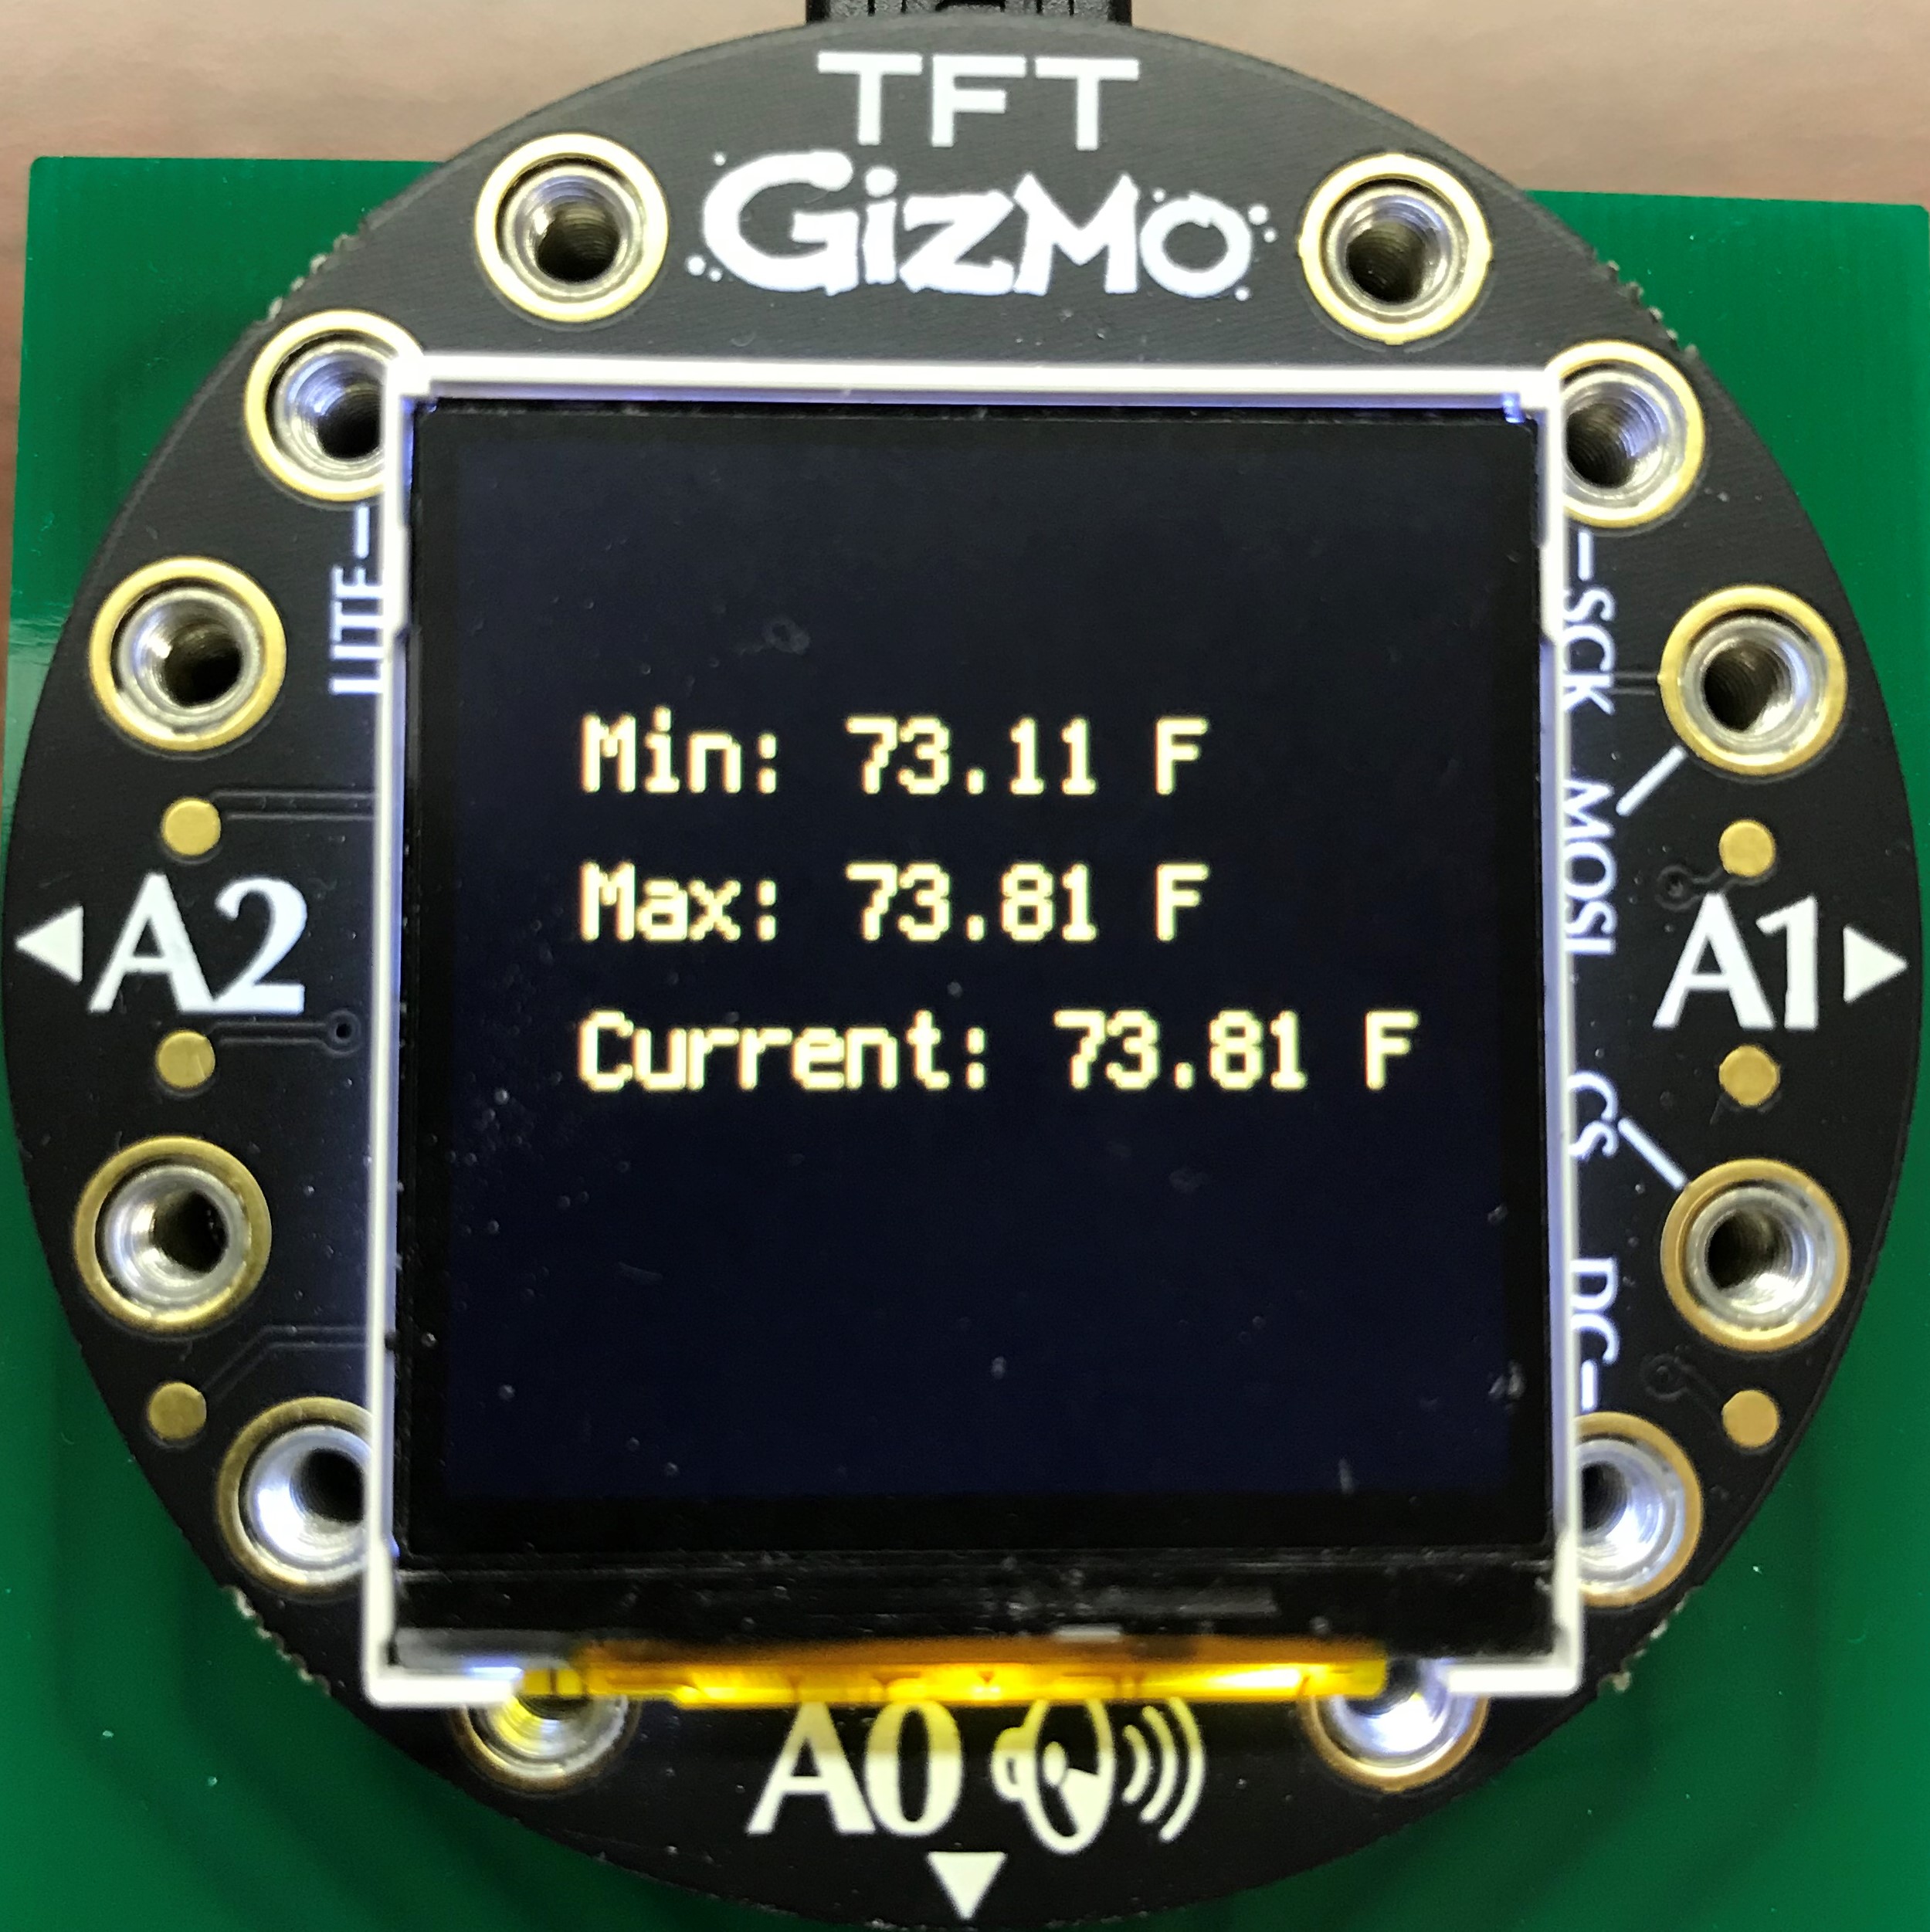 TFT
GizMo
LITE
SCK
MOSI
A2
A1
Min: 73.11 F
Max: 73.81 F
Current: 73.81 F
CS
DC
A0